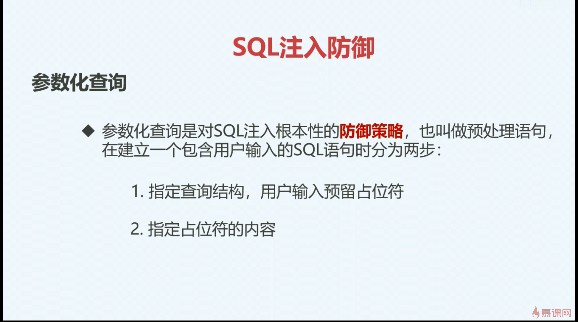 SQL注入防御
参数化查询
◆ 参数化查询是对SQL注入根本性的防御策略，也叫做预处理语句，
在建立一个包含用户输入的SQL语句时分为两步：
1. 指定查询结构，用户输入预留占位符
2. 指定占位符的内容
慕课网